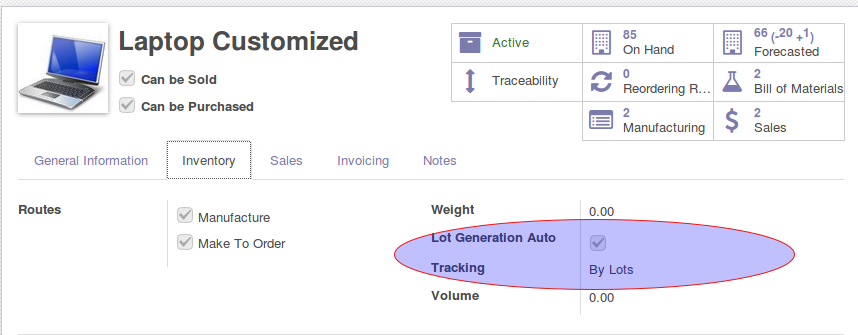 Laptop Customized
Can be Sold
Can be Purchased
Active
85
On Hand
66 (-20 +1)
Forecasted
Traceability
0
Reordering R...
2
Bill of Materials
2
Manufacturing
2
Sales
General Information Inventory Sales Invoicing Notes
Routes
Manufacture
Make To Order
Weight 0.00
Lot Generation Auto
Tracking By Lots
Volume 0.00